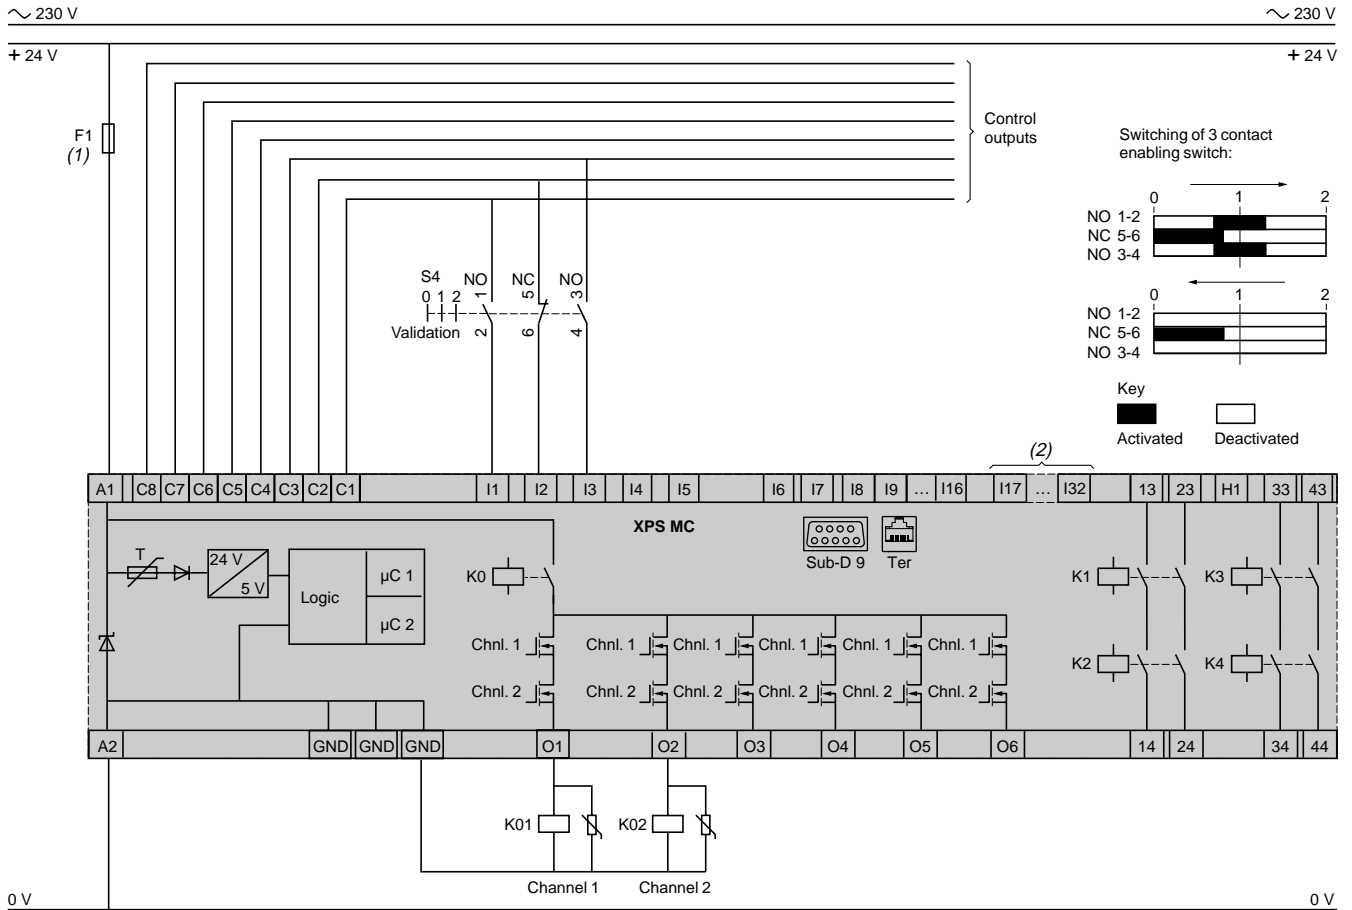 230 V
230 V
+ 24 V
+ 24 V
F1
(1)
Control
outputs
Switching of 3 contact
enabling switch:
0 1 2
NO 1-2
NC 5-6
NO 3-4
0 1 2
NO 1-2
NC 5-6
NO 3-4
Key
Activated Deactivated
S4
0 1 2
Validation
NO NC NO
1 5 3
2 6 4
(2)
A1 C8 C7 C6 C5 C4 C3 C2 C1 I1 I2 I3 I4 I5 I6 I7 I8 I9 ... I16 I17 ... I32 13 23 H1 33 43
XPS MC
Sub-D 9 Ter
T
24 V
5 V
Logic
µC 1
µC 2
K0
K1
K3
Chnl. 1 Chnl. 1 Chnl. 1 Chnl. 1 Chnl. 1 Chnl. 1
K2
K4
Chnl. 2 Chnl. 2 Chnl. 2 Chnl. 2 Chnl. 2 Chnl. 2
A2 GND GND GND O1 O2 O3 O4 O5 O6 14 24 34 44
K01
K02
Channel 1 Channel 2
0 V
0 V